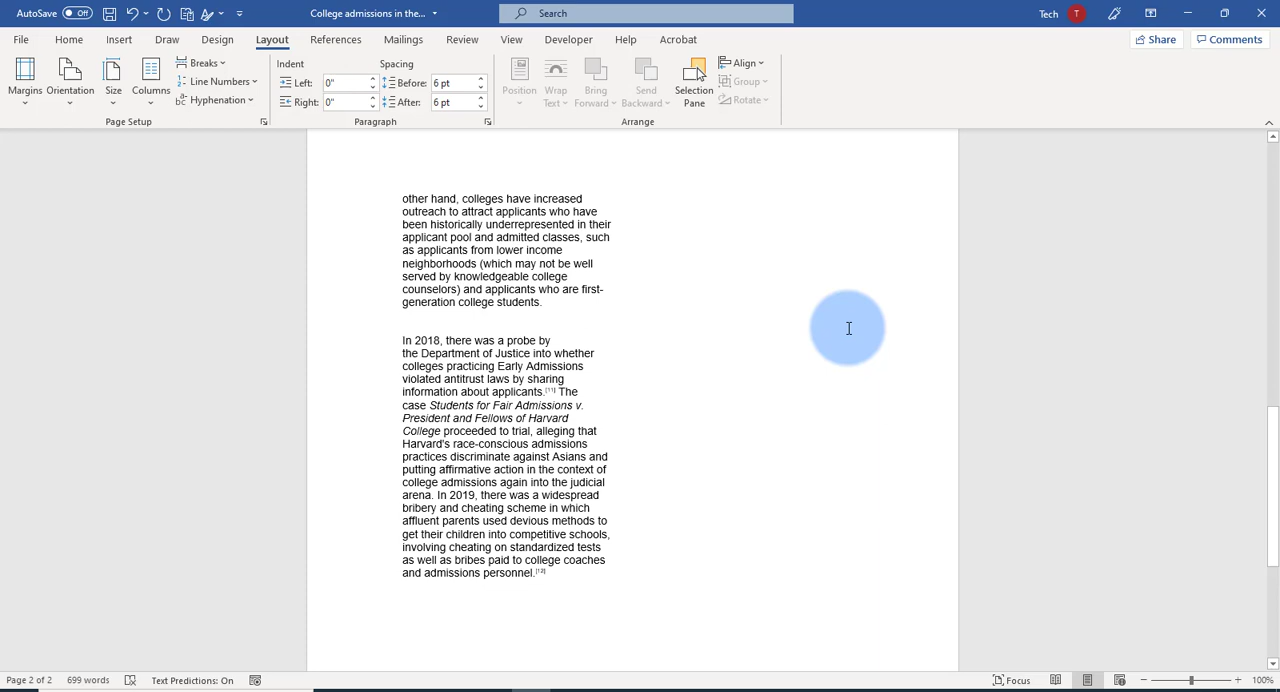 AutoSave Off College admissions in the... Search Tech T
File Home Insert Draw Design Layout References Mailings Review View Developer Help Acrobat Share Comments
Margins Orientation Size Columns
Breaks
Line Numbers
Hyphenation
Page Setup
Indent Spacing
Left: 0" Before: 6 pt
Right: 0" After: 6 pt
Paragraph
Position Wrap Text Bring Forward Send Backward Selection Pane
Align
Group
Rotate
Arrange
other hand, colleges have increased
outreach to attract applicants who have
been historically underrepresented in their
applicant pool and admitted classes, such
as applicants from lower income
neighborhoods (which may not be well
served by knowledgeable college
counselors) and applicants who are first-
generation college students.
In 2018, there was a probe by
the Department of Justice into whether
colleges practicing Early Admissions
violated antitrust laws by sharing
information about applicants.[11] The
case Students for Fair Admissions v.
President and Fellows of Harvard
College proceeded to trial, alleging that
Harvard's race-conscious admissions
practices discriminate against Asians and
putting affirmative action in the context of
college admissions again into the judicial
arena. In 2019, there was a widespread
bribery and cheating scheme in which
affluent parents used devious methods to
get their children into competitive schools,
involving cheating on standardized tests
as well as bribes paid to college coaches
and admissions personnel.[12]
Page 2 of 2 699 words Text Predictions: On Focus 100%